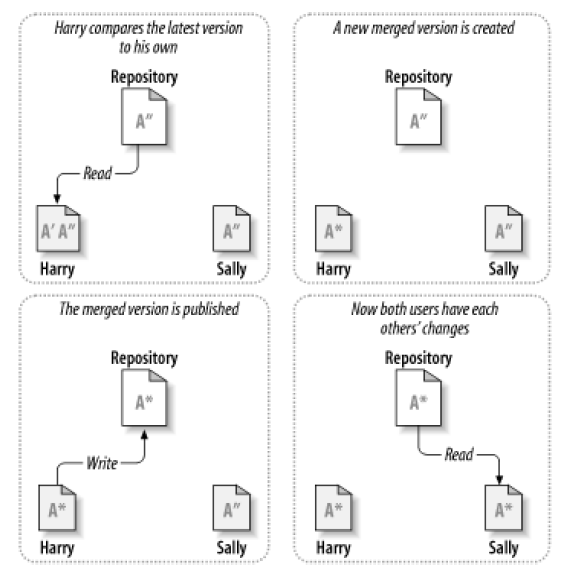 Harry compares the latest version
to his own
Repository
A″
Read
A′ A″
A″
Harry
Sally
A new merged version is created
Repository
A″
A*
A″
Harry
Sally
The merged version is published
Repository
A*
Write
A*
A″
Harry
Sally
Now both users have each
others’ changes
Repository
A*
Read
A*
A*
Harry
Sally